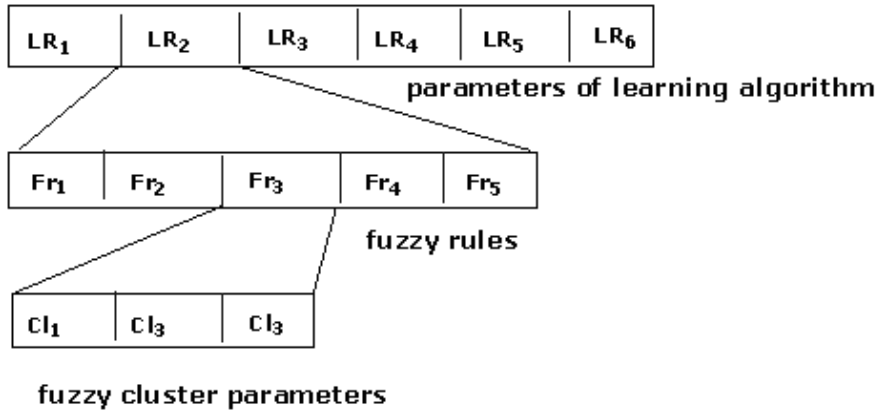 LR₁ LR₂ LR₃ LR₄ LR₅ LR₆
parameters of learning algorithm
Fr₁ Fr₂ Fr₃ Fr₄ Fr₅
fuzzy rules
Cl₁ Cl₃ Cl₃
fuzzy cluster parameters